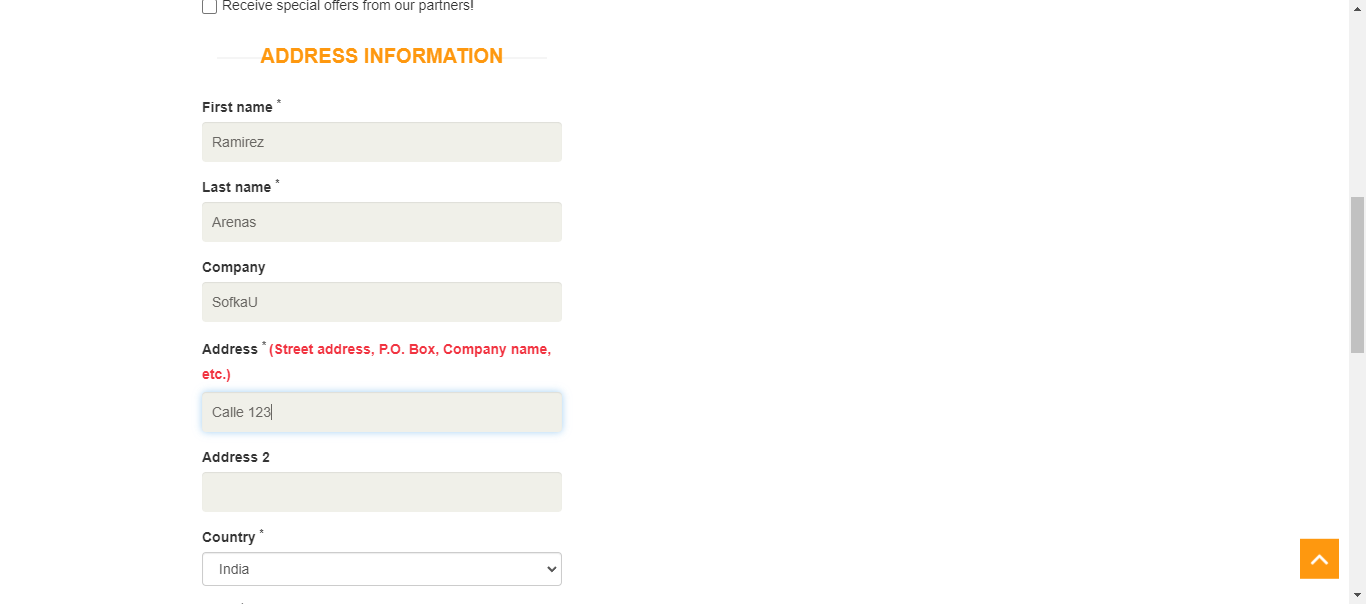 Receive special offers from our partners!
ADDRESS INFORMATION
First name *
Ramirez
Last name *
Arenas
Company
SofkaU
Address * (Street address, P.O. Box, Company name,
etc.)
Calle 123
Address 2
Country *
India